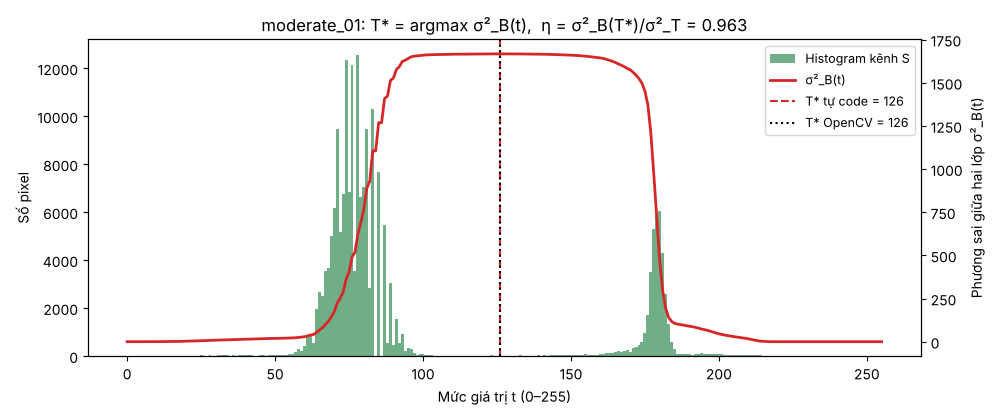 moderate_01: T* = argmax σ²_B(t),  η = σ²_B(T*)/σ²_T = 0.963
Số pixel
12000
10000
8000
6000
4000
2000
0
Histogram kênh S
σ²_B(t)
T* tự code = 126
T* OpenCV = 126
1750
1500
1250
1000
750
500
250
0
Phương sai giữa hai lớp σ²_B(t)
0 50 100 150 200 250
Mức giá trị t (0–255)